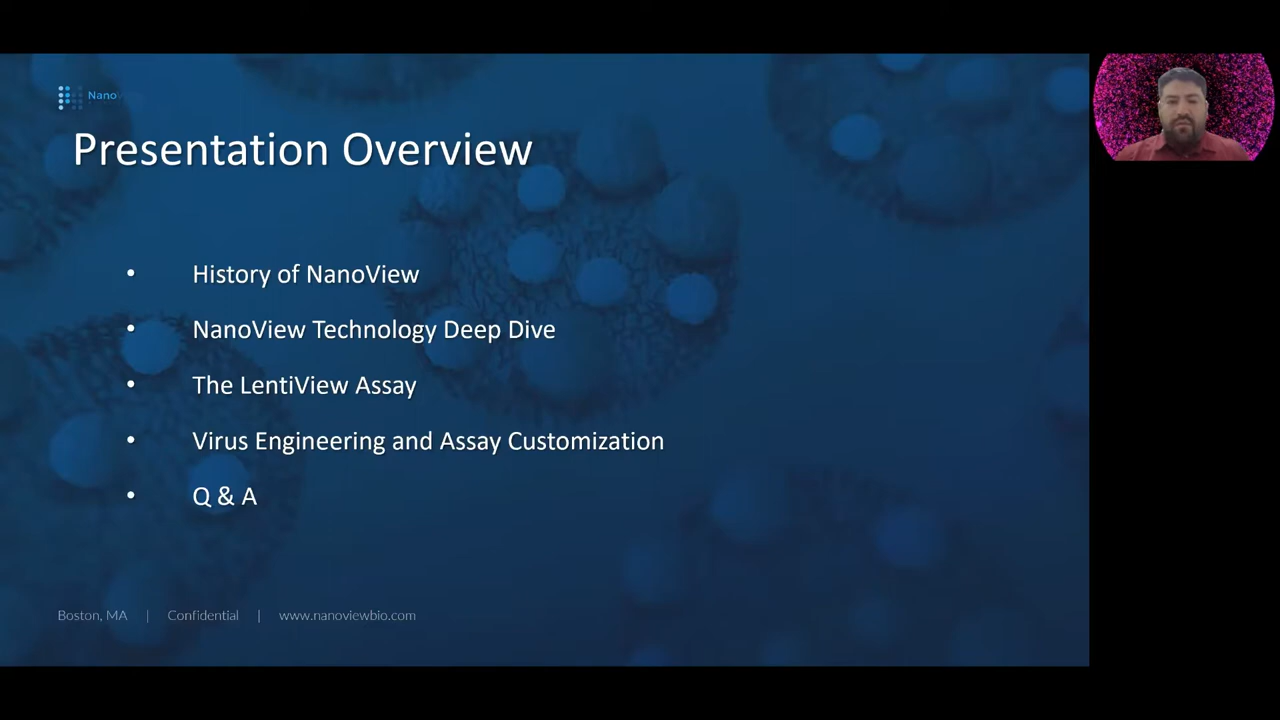 Nano
Presentation Overview
• History of NanoView
• NanoView Technology Deep Dive
• The LentiView Assay
• Virus Engineering and Assay Customization
• Q & A
Boston, MA | Confidential | www.nanoviewbio.com